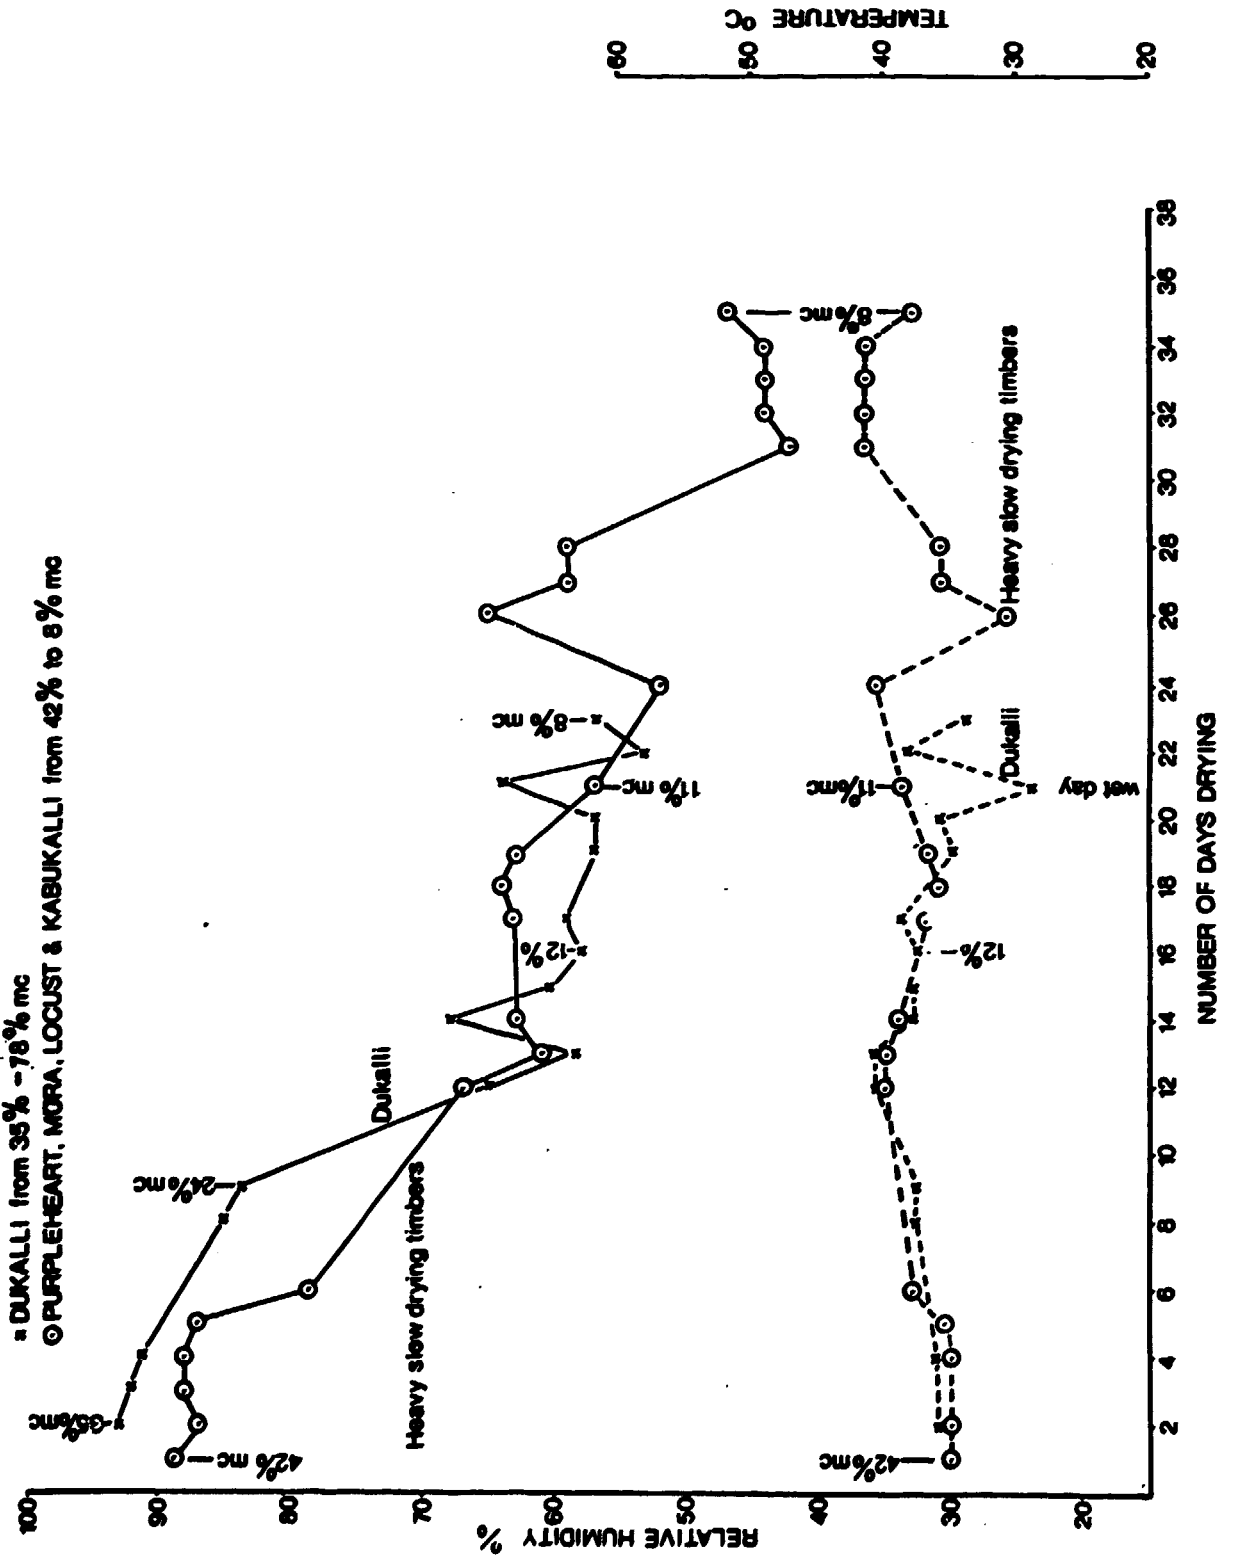 × DUKALLI from 35% - 78% mc
⊙ PURPLEHEART, MORA, LOCUST & KABUKALLI from 42% to 8% mc
RELATIVE HUMIDITY %
100
90
80
70
60
50
40
30
20
TEMPERATURE °C
60
50
40
30
20
35% mc
42% mc
24% mc
Dukalli
Heavy slow drying timbers
12%
11% mc
8% mc
8% mc
42% mc
12%
11% mc
wet day
Dukalli
Heavy slow drying timbers
2 4 6 8 10 12 14 16 18 20 22 24 26 28 30 32 34 36 38
NUMBER OF DAYS DRYING